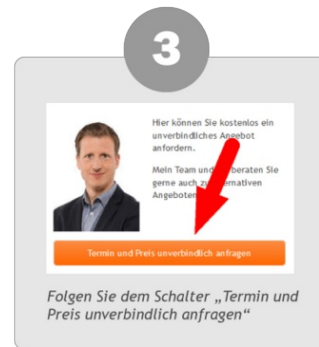 3
Hier können Sie kostenlos ein
unverbindliches Angebot
anfordern.
Mein Team und beraten Sie
gerne auch zu
Angeboten
Termin und Preis unverbindlich anfragen
Folgen Sie dem Schalter „Termin und
Preis unverbindlich anfragen“